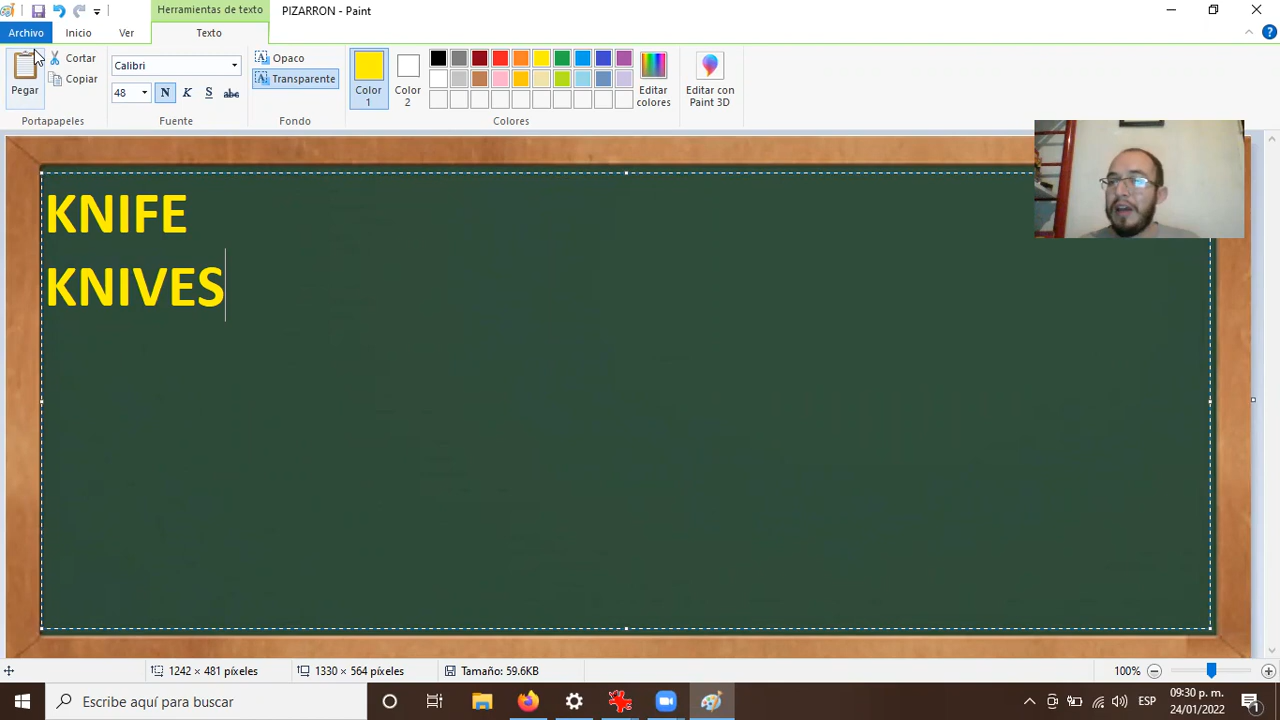 Herramientas de texto
PIZARRON - Paint
Archivo
Inicio
Ver
Texto
Pegar
Cortar
Copiar
Portapapeles
Calibri
48
N K S abc
Fuente
Opaco
Transparente
Fondo
Color 1
Color 2
Editar colores
Colores
Editar con Paint 3D
KNIFE
KNIVES
1242 × 481 píxeles
1330 × 564 píxeles
Tamaño: 59.6KB
100%
Escribe aquí para buscar
ESP
09:30 p. m.
24/01/2022
1